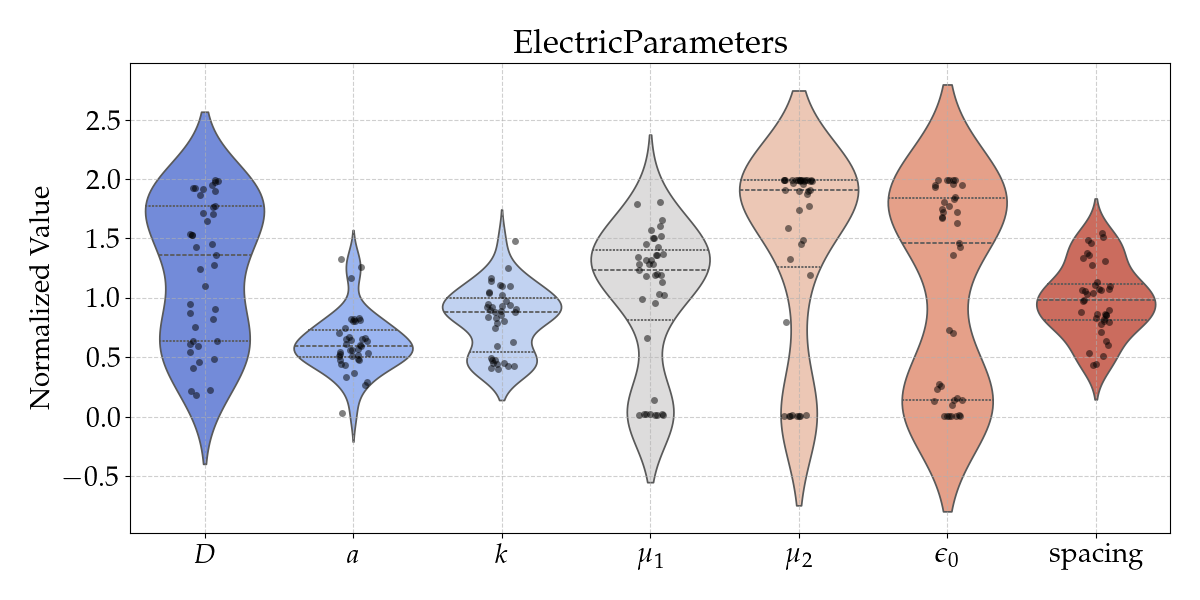 ElectricParameters
Normalized Value
2.5
2.0
1.5
1.0
0.5
0.0
−0.5
D a k μ₁ μ₂ ϵ₀ spacing